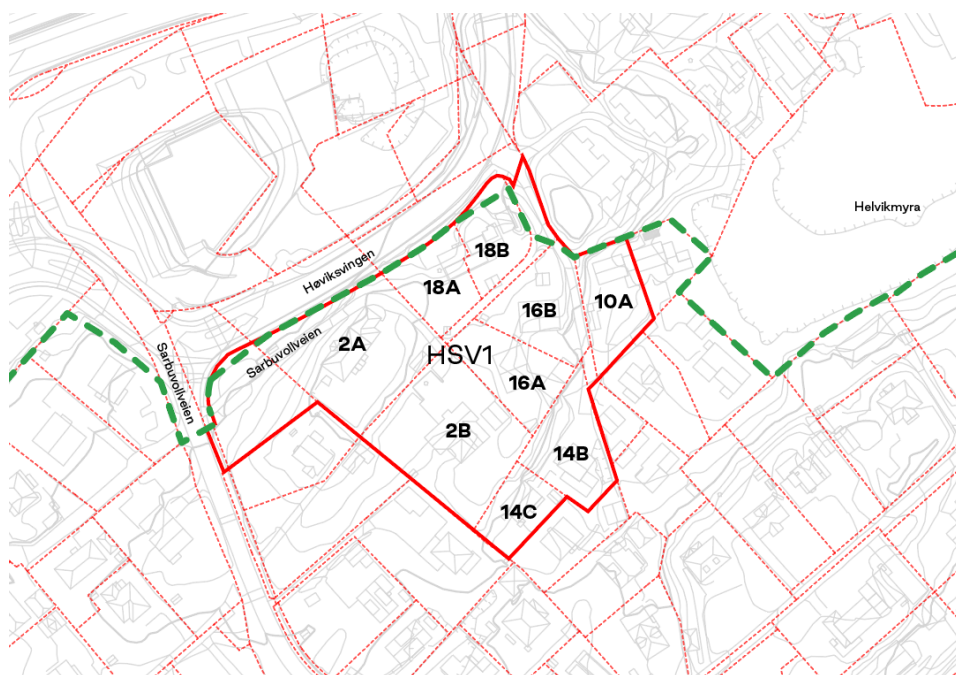 Helvikmyra
18B
Høviksvingen
18A
10A
16B
2A
Sarbuvollveien
HSV1
Sarbuvollveien
16A
2B
14B
14C